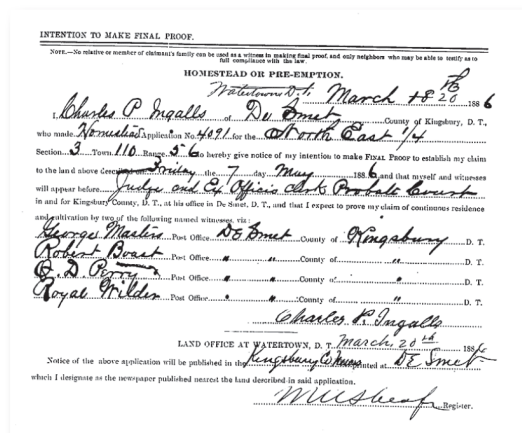 INTENTION TO MAKE FINAL PROOF.
NOTE.—No relative or member of claimant's family can be used as a witness in making final proof, and only neighbors who may be able to testify as to
full compliance with the law.
HOMESTEAD OR PRE-EMPTION.
Watertown D.T. March 18 20 th 1886
I, Charles P Ingalls of De Smet County of Kingsbury, D. T.,
who made Homestead Application No. 4091 for the North East 1/4
Section 3 Town. 110 Range. 56 do hereby give notice of my intention to make FINAL PROOF to establish my claim
to the land above Friday the 7 day May 1886 and that myself and witnesses
will appear before Judge and Ex Officio Clerk Probate Court
in and for Kingsbury County, D. T., at his office in De Smet, D. T., and that I expect to prove my claim of continuous residence
and cultivation by two of the following named witnesses, viz:
George Masters Post Office De Smet County of Kingsbury D. T.
Robert Boast Post Office " " County of " D. T.
O. D. Perry Post Office " " County of " D. T.
Royal Wilder Post Office " " County of " D. T.
Charles P. Ingalls
LAND OFFICE AT WATERTOWN, D. T. March 20th 1886
Notice of the above application will be published in the Kingsbury Co News printed at De Smet
which I designate as the newspaper published nearest the land described in said application.
Register.